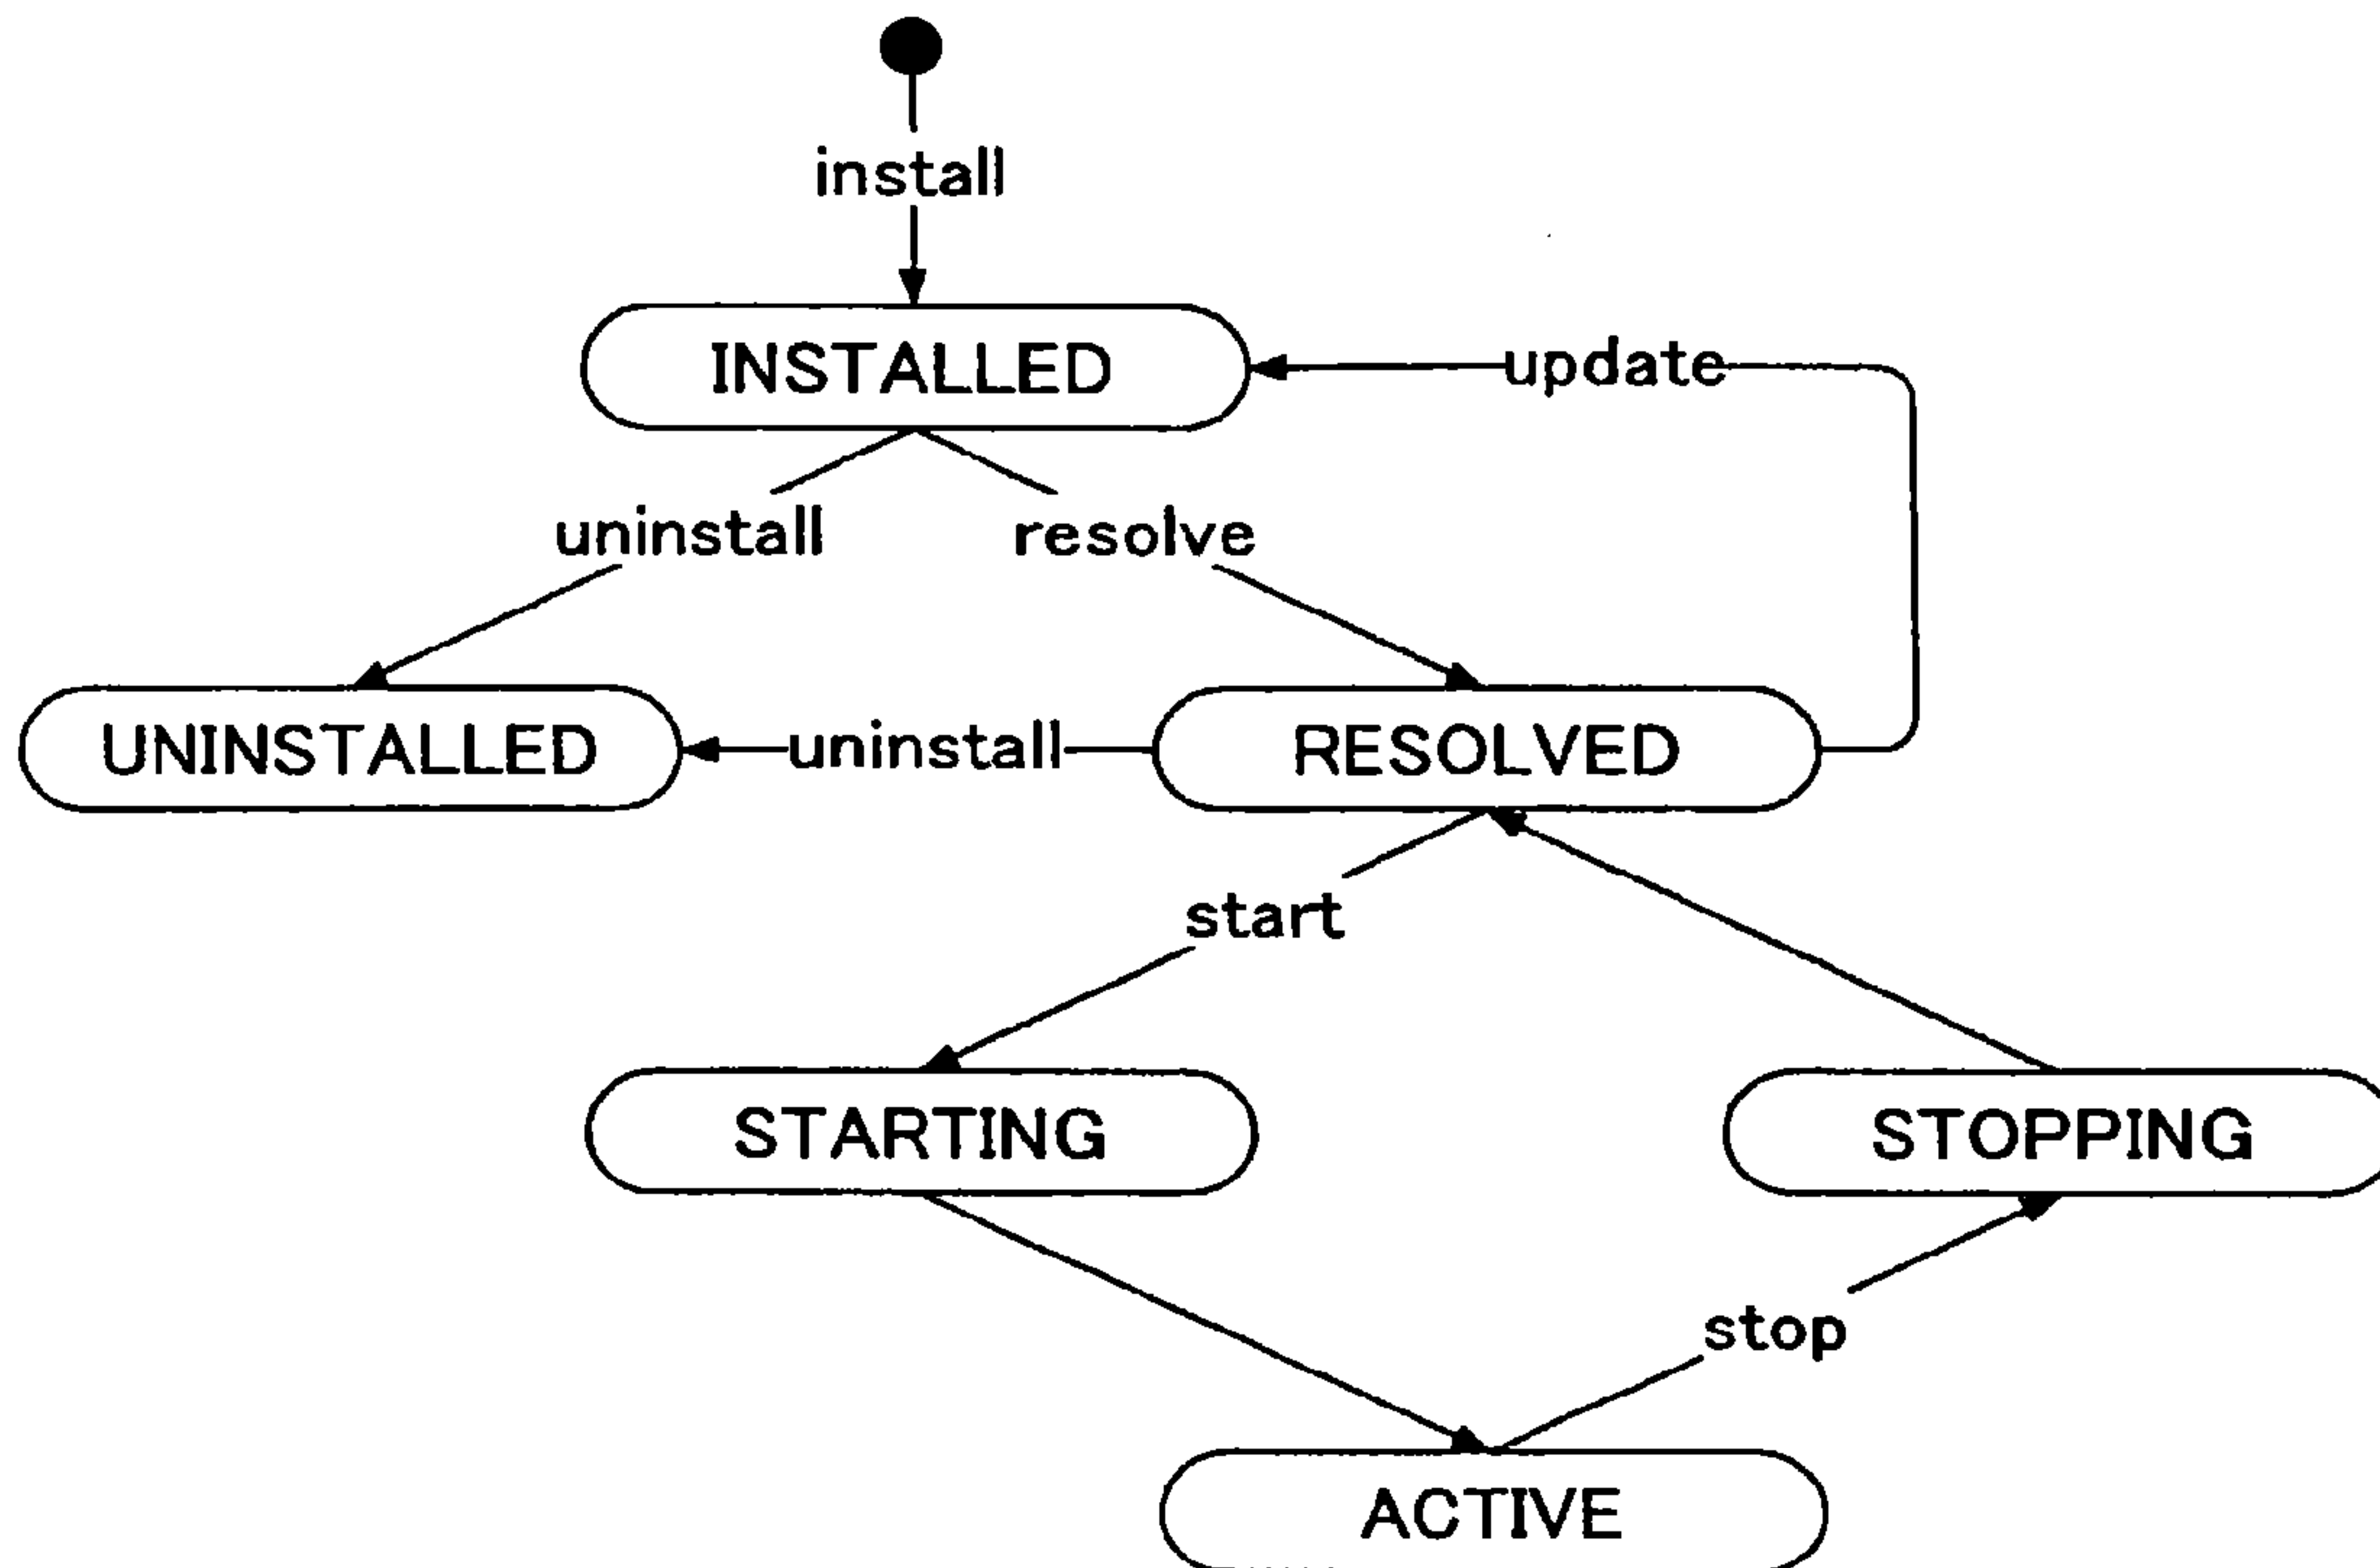 install
INSTALLED
update
uninstall
resolve
UNINSTALLED
uninstall
RESOLVED
start
STARTING
STOPPING
stop
ACTIVE